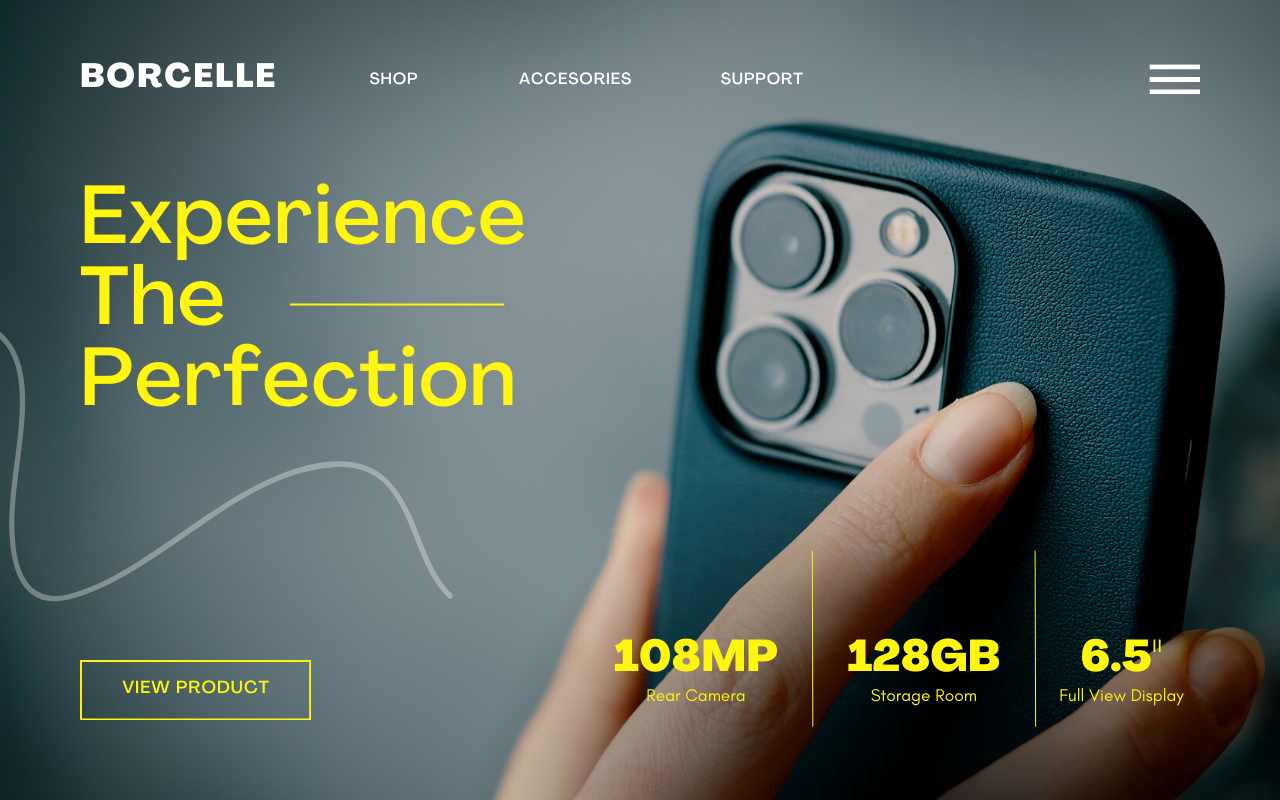 BORCELLE
SHOP
ACCESORIES
SUPPORT
Experience
The
Perfection
108MP
Rear Camera
128GB
Storage Room
6.5"
Full View Display
VIEW PRODUCT